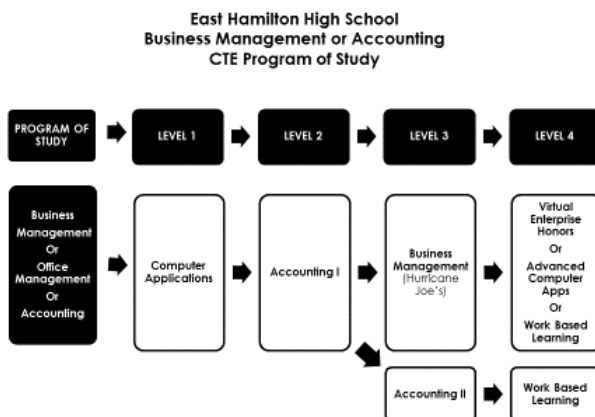 East Hamilton High School
Business Management or Accounting
CTE Program of Study
PROGRAM OF
STUDY
LEVEL 1
LEVEL 2
LEVEL 3
LEVEL 4
Business
Management
Or
Office
Management
Or
Accounting
Computer
Applications
Accounting I
Business
Management
(Hurricane
Joe's)
Virtual
Enterprise
Honors
Or
Advanced
Computer
Apps
Or
Work Based
Learning
Accounting II
Work Based
Learning